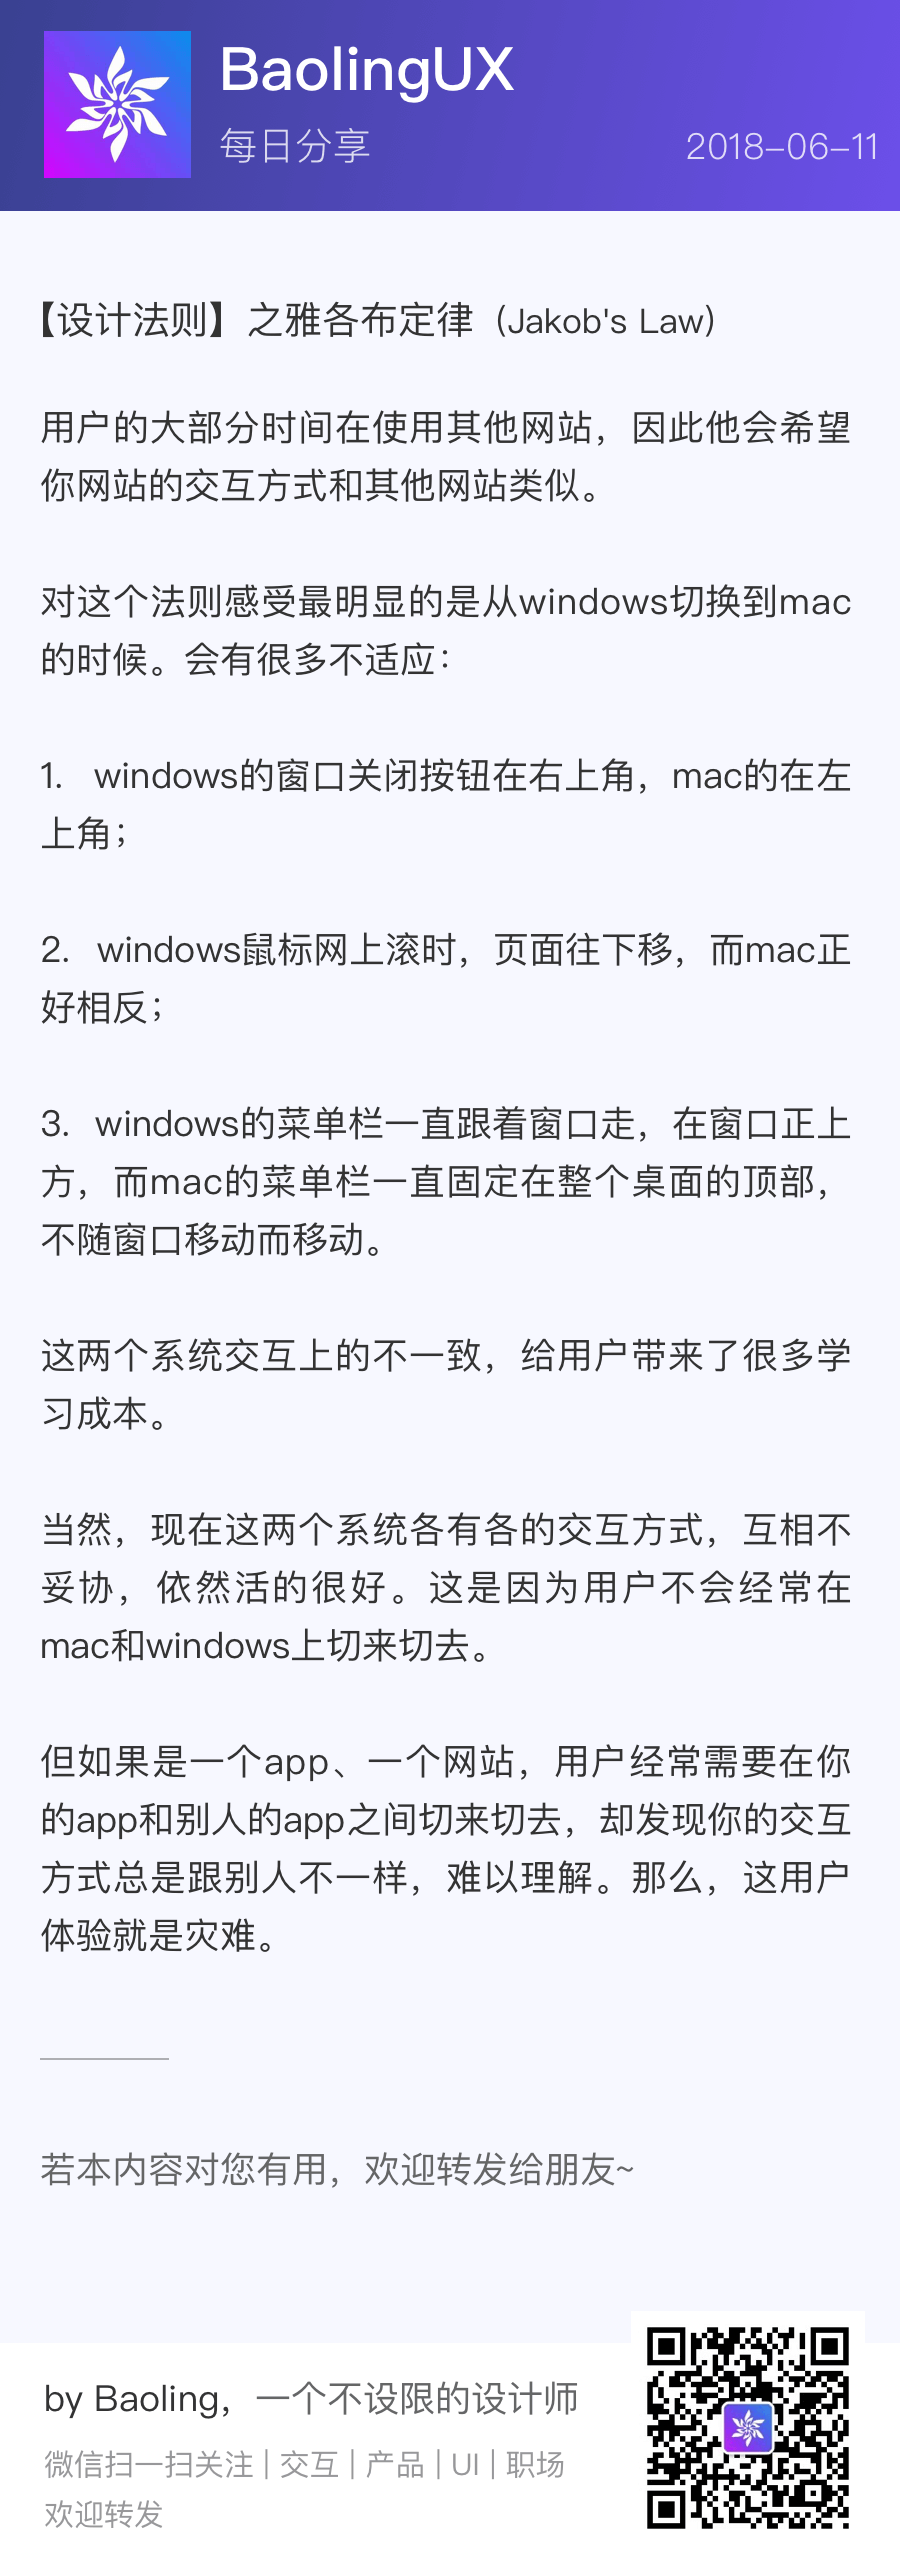 BaolingUX
每日分享
2018-06-11
【设计法则】之雅各布定律（Jakob's Law）
用户的大部分时间在使用其他网站，因此他会希望
你网站的交互方式和其他网站类似。
对这个法则感受最明显的是从windows切换到mac
的时候。会有很多不适应：
1. windows的窗口关闭按钮在右上角，mac的在左
上角；
2. windows鼠标网上滚时，页面往下移，而mac正
好相反；
3. windows的菜单栏一直跟着窗口走，在窗口正上
方，而mac的菜单栏一直固定在整个桌面的顶部，
不随窗口移动而移动。
这两个系统交互上的不一致，给用户带来了很多学
习成本。
当然，现在这两个系统各有各的交互方式，互相不
妥协，依然活的很好。这是因为用户不会经常在
mac和windows上切来切去。
但如果是一个app、一个网站，用户经常需要在你
的app和别人的app之间切来切去，却发现你的交互
方式总是跟别人不一样，难以理解。那么，这用户
体验就是灾难。
若本内容对您有用，欢迎转发给朋友~
by Baoling，一个不设限的设计师
微信扫一扫关注 | 交互 | 产品 | UI | 职场
欢迎转发